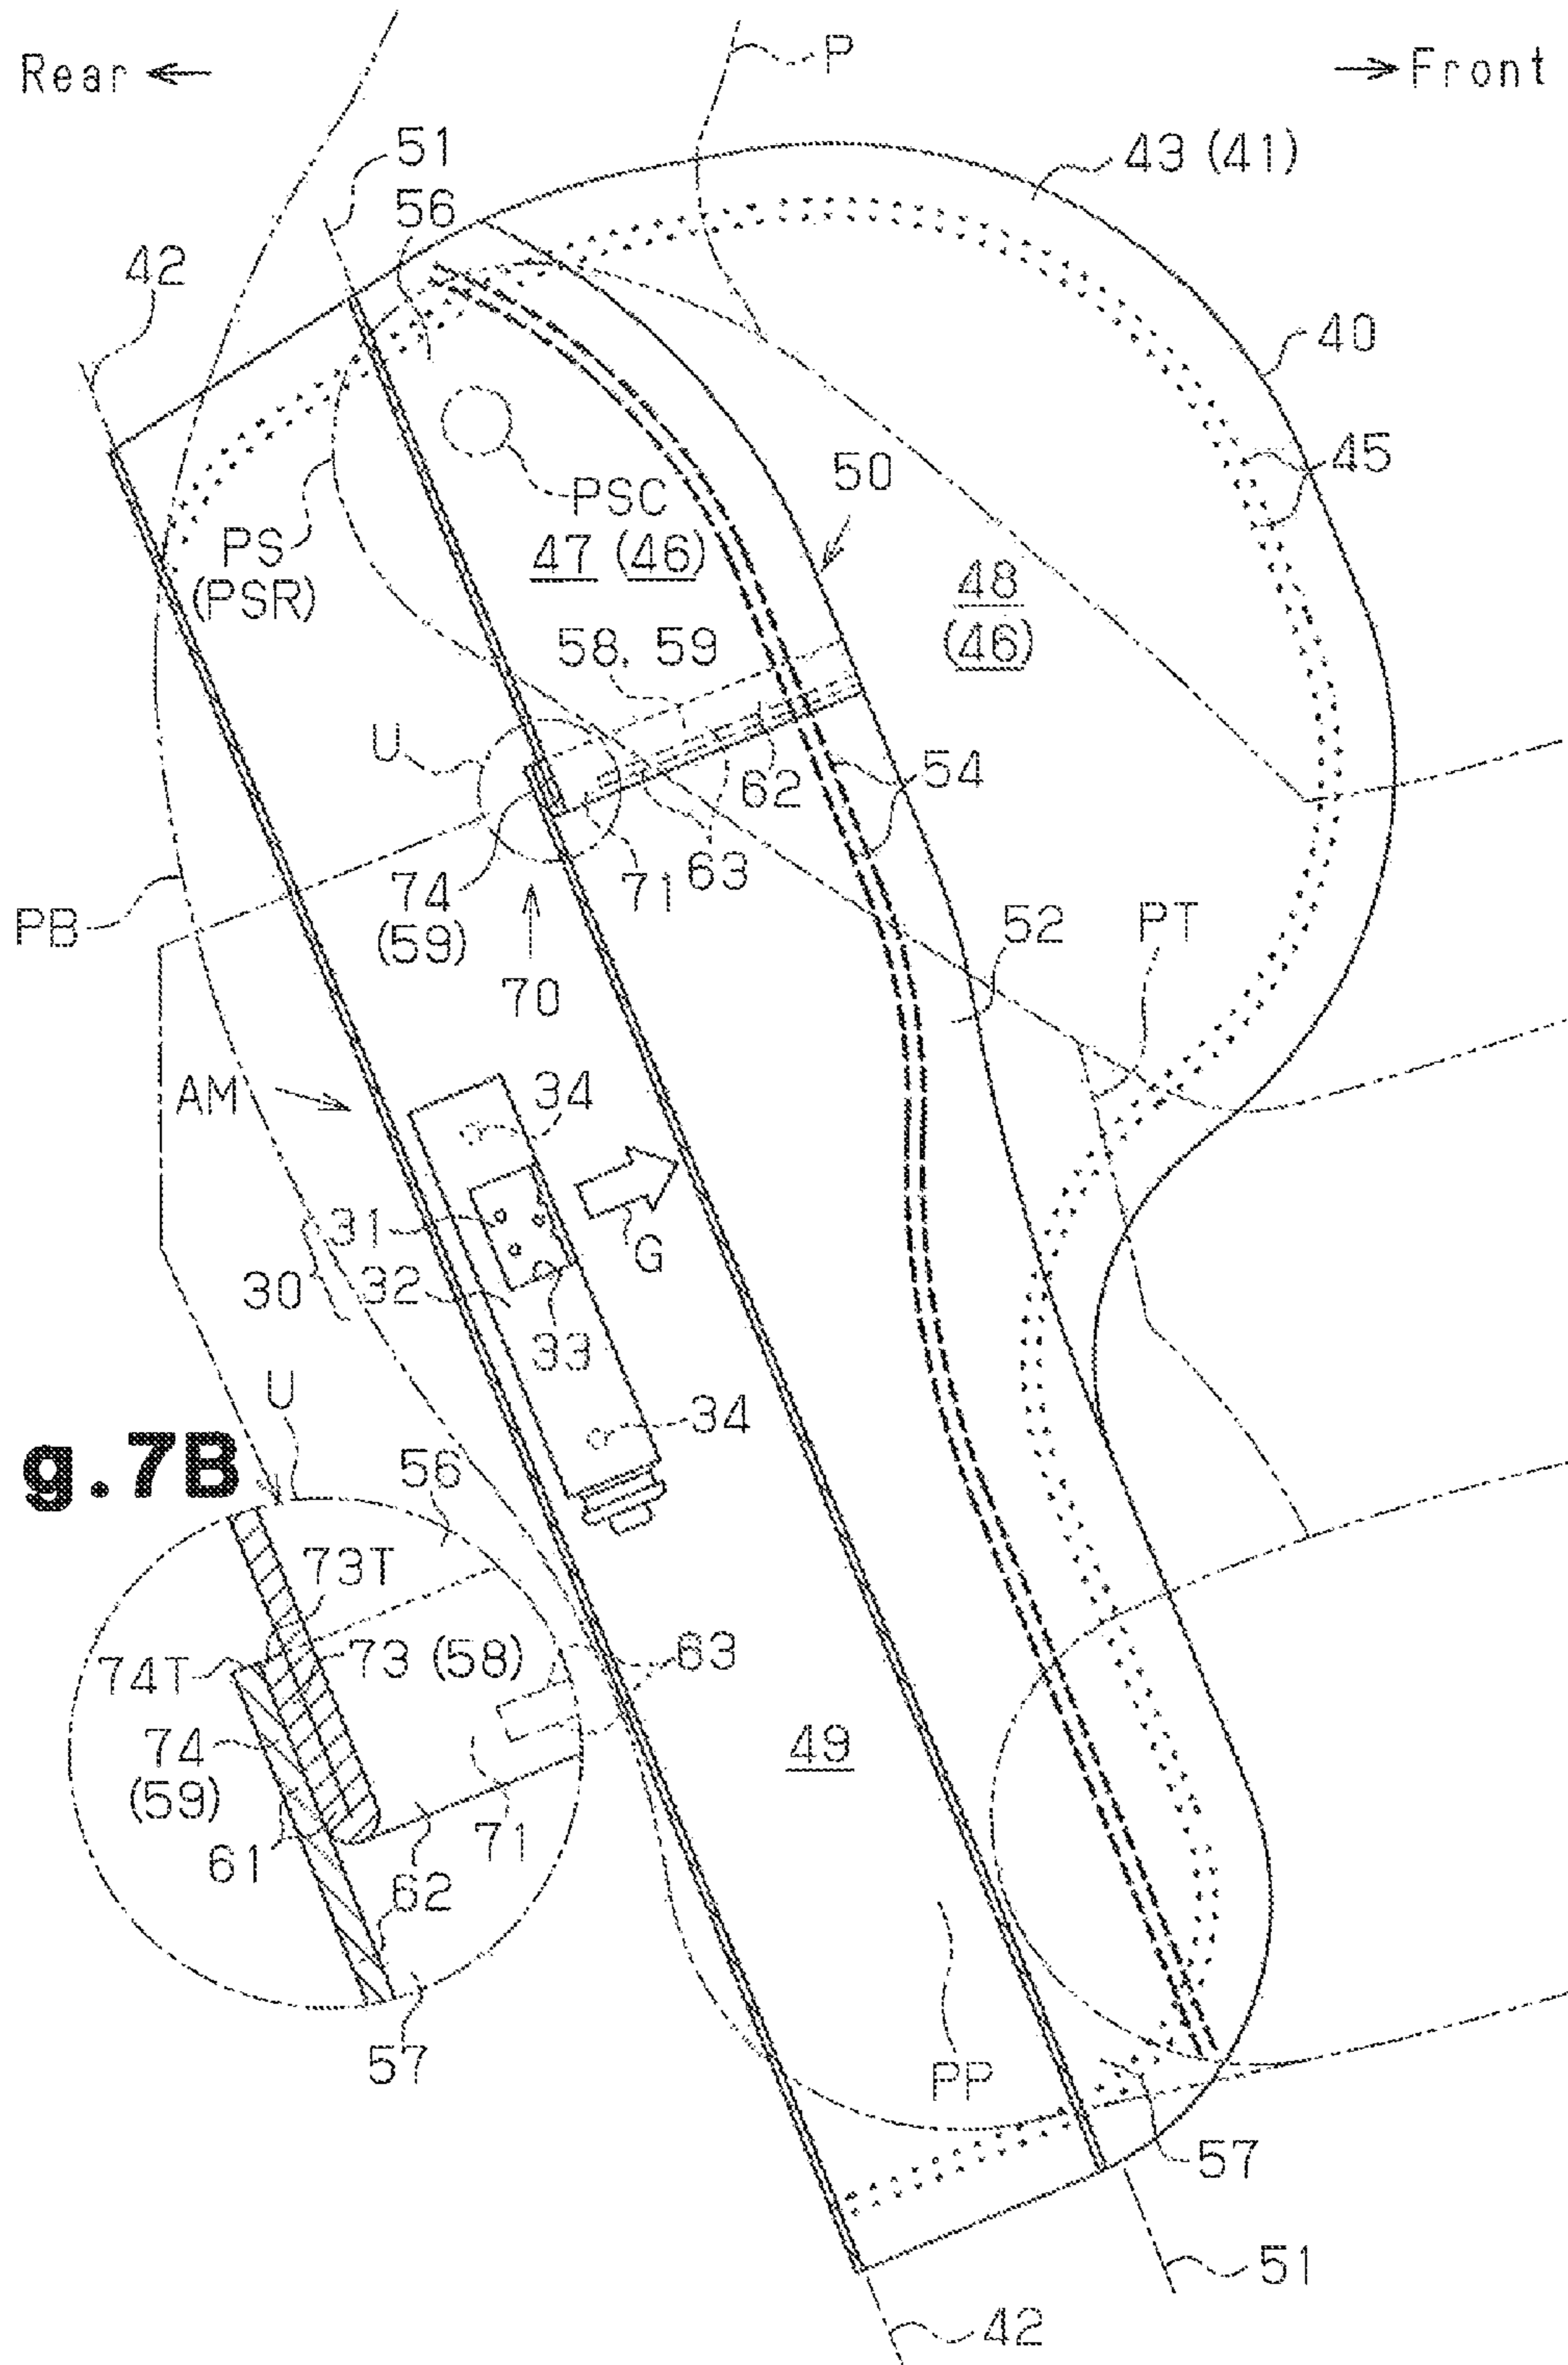 Rear
P
Front
51
43 (41)
56
42
40
45
50
PSC
PS
(PSR)
47 (46)
48
(46)
58, 59
U
54
62
74
(59)
71
63
PB
52
PT
70
AM
34
31
G
30
32
33
U
34
g.7B
56
73T
74T
73 (58)
63
74
(59)
49
61
71
62
57
PP
57
51
42